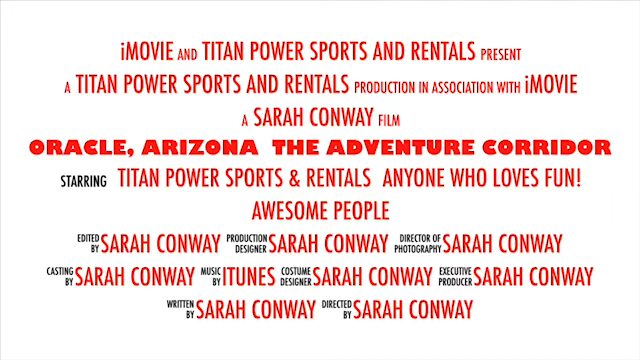 iMOVIE AND TITAN POWER SPORTS AND RENTALS PRESENT
A TITAN POWER SPORTS AND RENTALS PRODUCTION IN ASSOCIATION WITH iMOVIE
A SARAH CONWAY FILM
ORACLE, ARIZONA THE ADVENTURE CORRIDOR
STARRING TITAN POWER SPORTS & RENTALS ANYONE WHO LOVES FUN!
AWESOME PEOPLE
EDITED BY SARAH CONWAY PRODUCTION DESIGNER SARAH CONWAY DIRECTOR OF PHOTOGRAPHY SARAH CONWAY
CASTING BY SARAH CONWAY MUSIC BY ITUNES COSTUME DESIGNER SARAH CONWAY EXECUTIVE PRODUCER SARAH CONWAY
WRITTEN BY SARAH CONWAY DIRECTED BY SARAH CONWAY